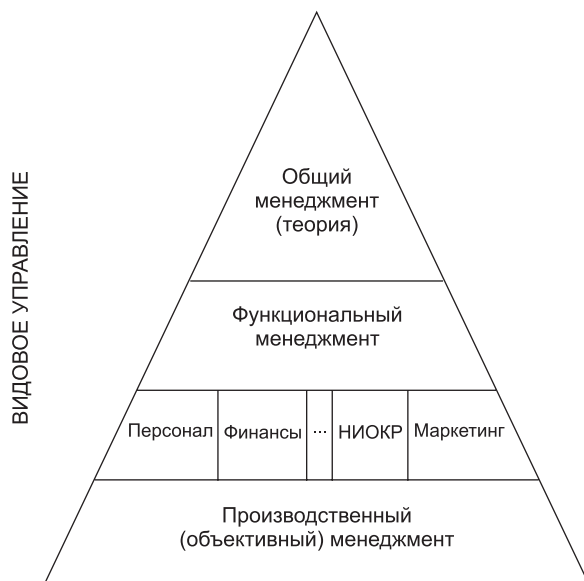 ВИДОВОЕ УПРАВЛЕНИЕ
Общий
менеджмент
(теория)
Функциональный
менеджмент
Персонал Финансы ... НИОКР Маркетинг
Производственный
(объективный) менеджмент